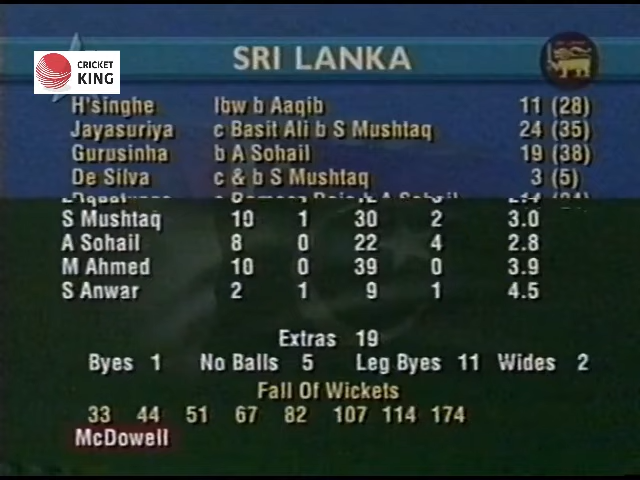 CRICKET
KING
SRI LANKA
H'singhe lbw b Aaqib 11 (28)
Jayasuriya c Basit Ali b S Mushtaq 24 (35)
Gurusinha b A Sohail 19 (38)
De Silva c & b S Mushtaq 3 (5)
S Mushtaq 10 1 30 2 3.0
A Sohail 8 0 22 4 2.8
M Ahmed 10 0 39 0 3.9
S Anwar 2 1 9 1 4.5
Extras 19
Byes 1 No Balls 5 Leg Byes 11 Wides 2
Fall Of Wickets
33 44 51 67 82 107 114 174
McDowell